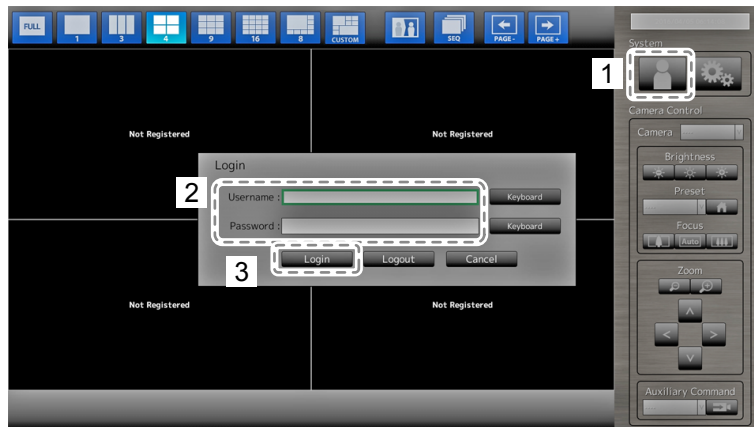 FULL
1
3
4
9
16
8
CUSTOM
SEQ
PAGE-
PAGE+
System
1
Camera Control
Not Registered
Not Registered
Camera
Login
Brightness
2
Username :
Keyboard
Preset
Password :
Keyboard
Focus
Auto
3
Login
Logout
Cancel
Zoom
Not Registered
Not Registered
Auxiliary Command